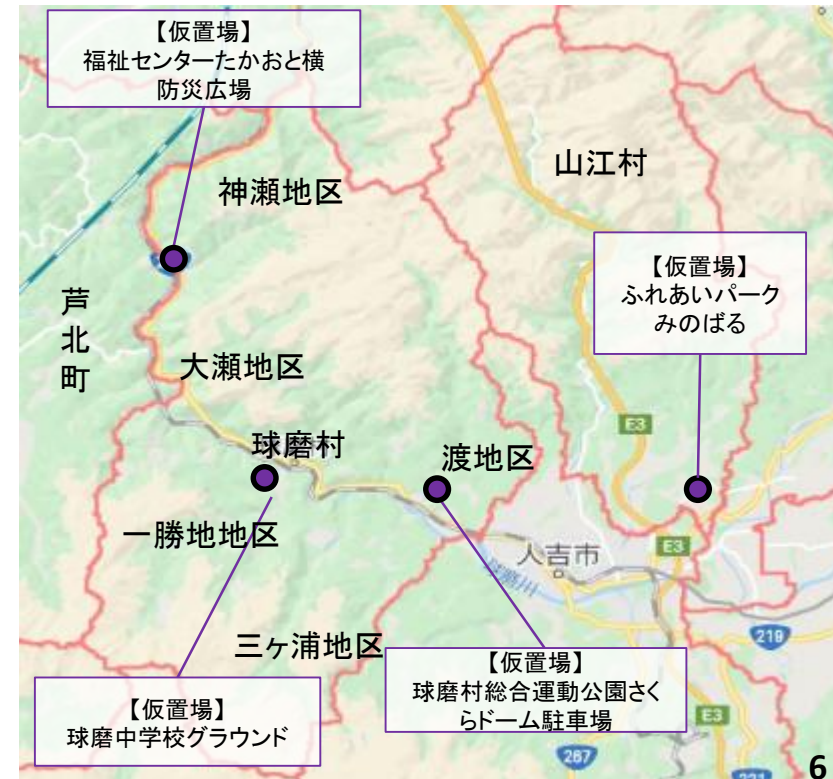 【仮置場】
福祉センターたかおと横
防災広場
神瀬地区
山江村
【仮置場】
ふれあいパーク
みのばる
芦北町
大瀬地区
E3
球磨村
渡地区
一勝地地区
人吉市
E3
球磨川
219
三ヶ浦地区
【仮置場】
球磨村総合運動公園さく
らドーム駐車場
【仮置場】
球磨中学校グラウンド
E3
267
221
6